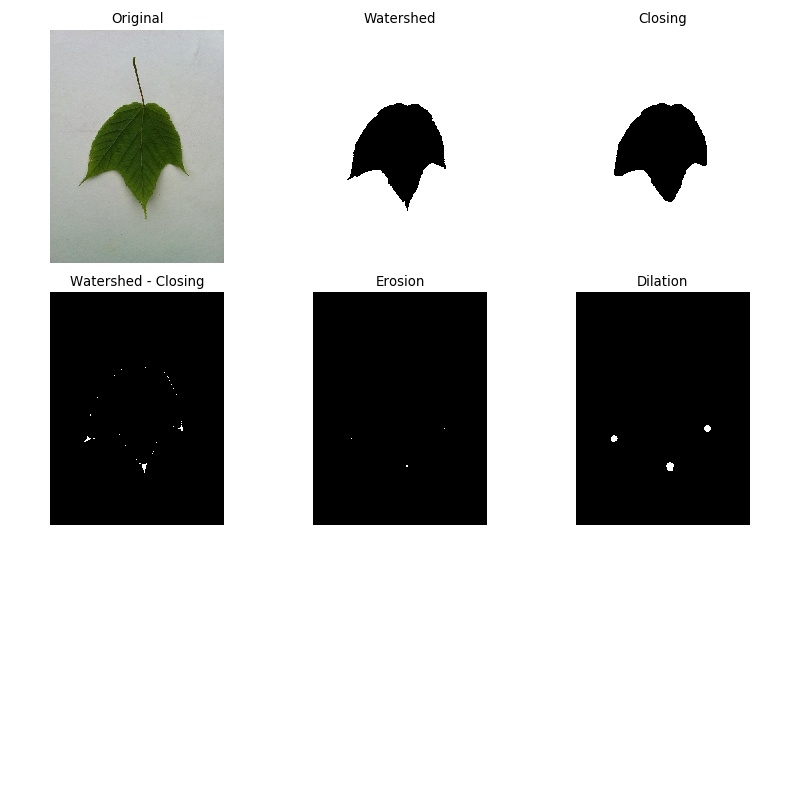 Original
Watershed
Closing
Watershed - Closing
Erosion
Dilation